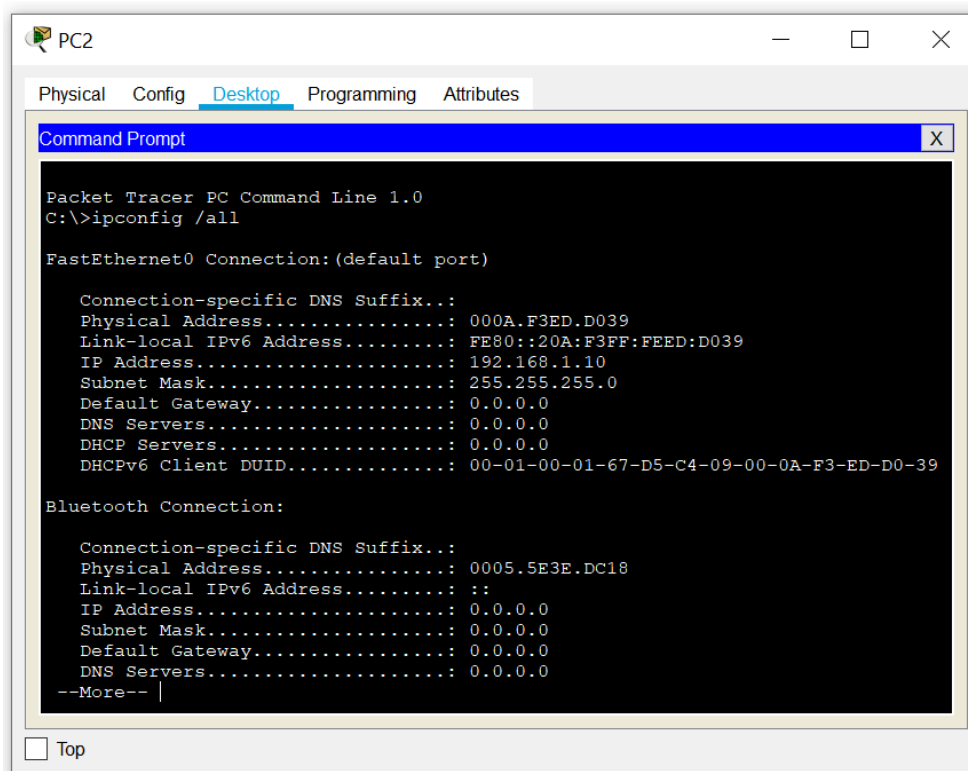 PC2
Physical Config Desktop Programming Attributes
Command Prompt X
Packet Tracer PC Command Line 1.0
C:\>ipconfig /all
FastEthernet0 Connection:(default port)
Connection-specific DNS Suffix..:
Physical Address................: 000A.F3ED.D039
Link-local IPv6 Address.........: FE80::20A:F3FF:FEED:D039
IP Address......................: 192.168.1.10
Subnet Mask.....................: 255.255.255.0
Default Gateway.................: 0.0.0.0
DNS Servers.....................: 0.0.0.0
DHCP Servers....................: 0.0.0.0
DHCPv6 Client DUID..............: 00-01-00-01-67-D5-C4-09-00-0A-F3-ED-D0-39
Bluetooth Connection:
Connection-specific DNS Suffix..:
Physical Address................: 0005.5E3E.DC18
Link-local IPv6 Address.........: ::
IP Address......................: 0.0.0.0
Subnet Mask.....................: 0.0.0.0
Default Gateway.................: 0.0.0.0
DNS Servers.....................: 0.0.0.0
--More--
Top